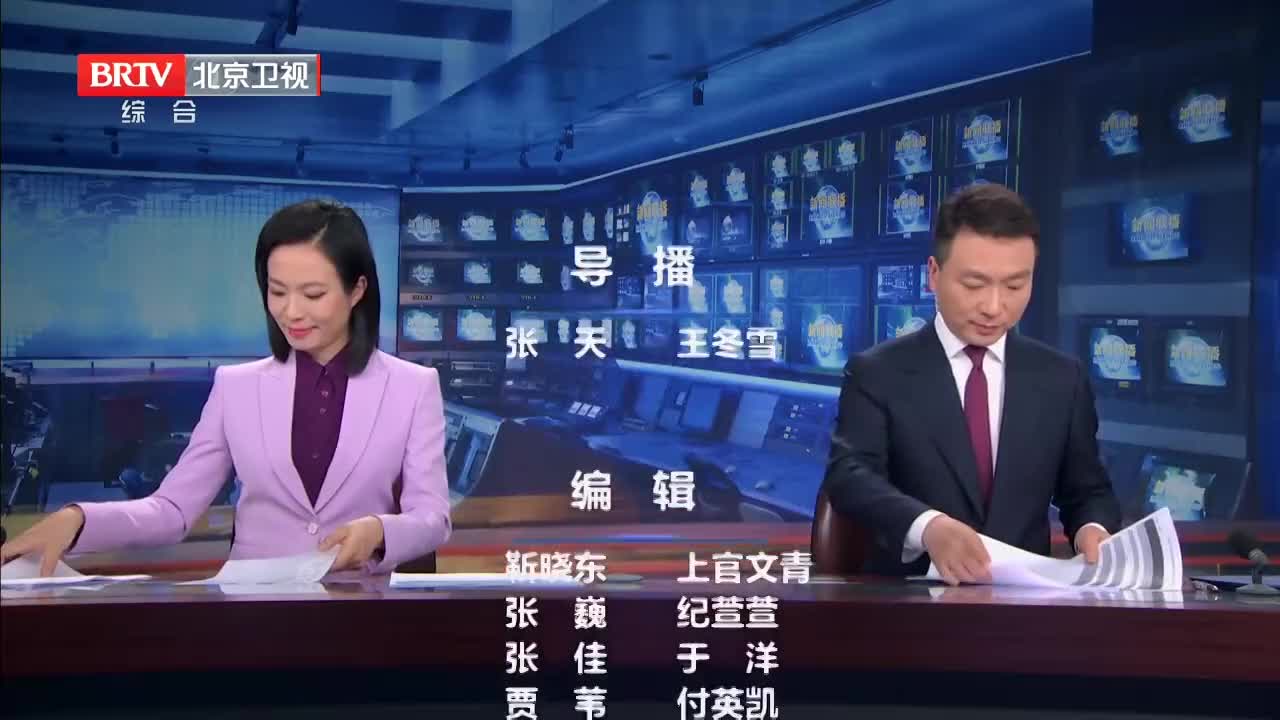 BRTV 北京卫视
综合
导 播
张 天 王冬雪
编 辑
靳晓东 上官文青
张 巍 纪萱萱
张 佳 于 洋
贾 苇 付英凯